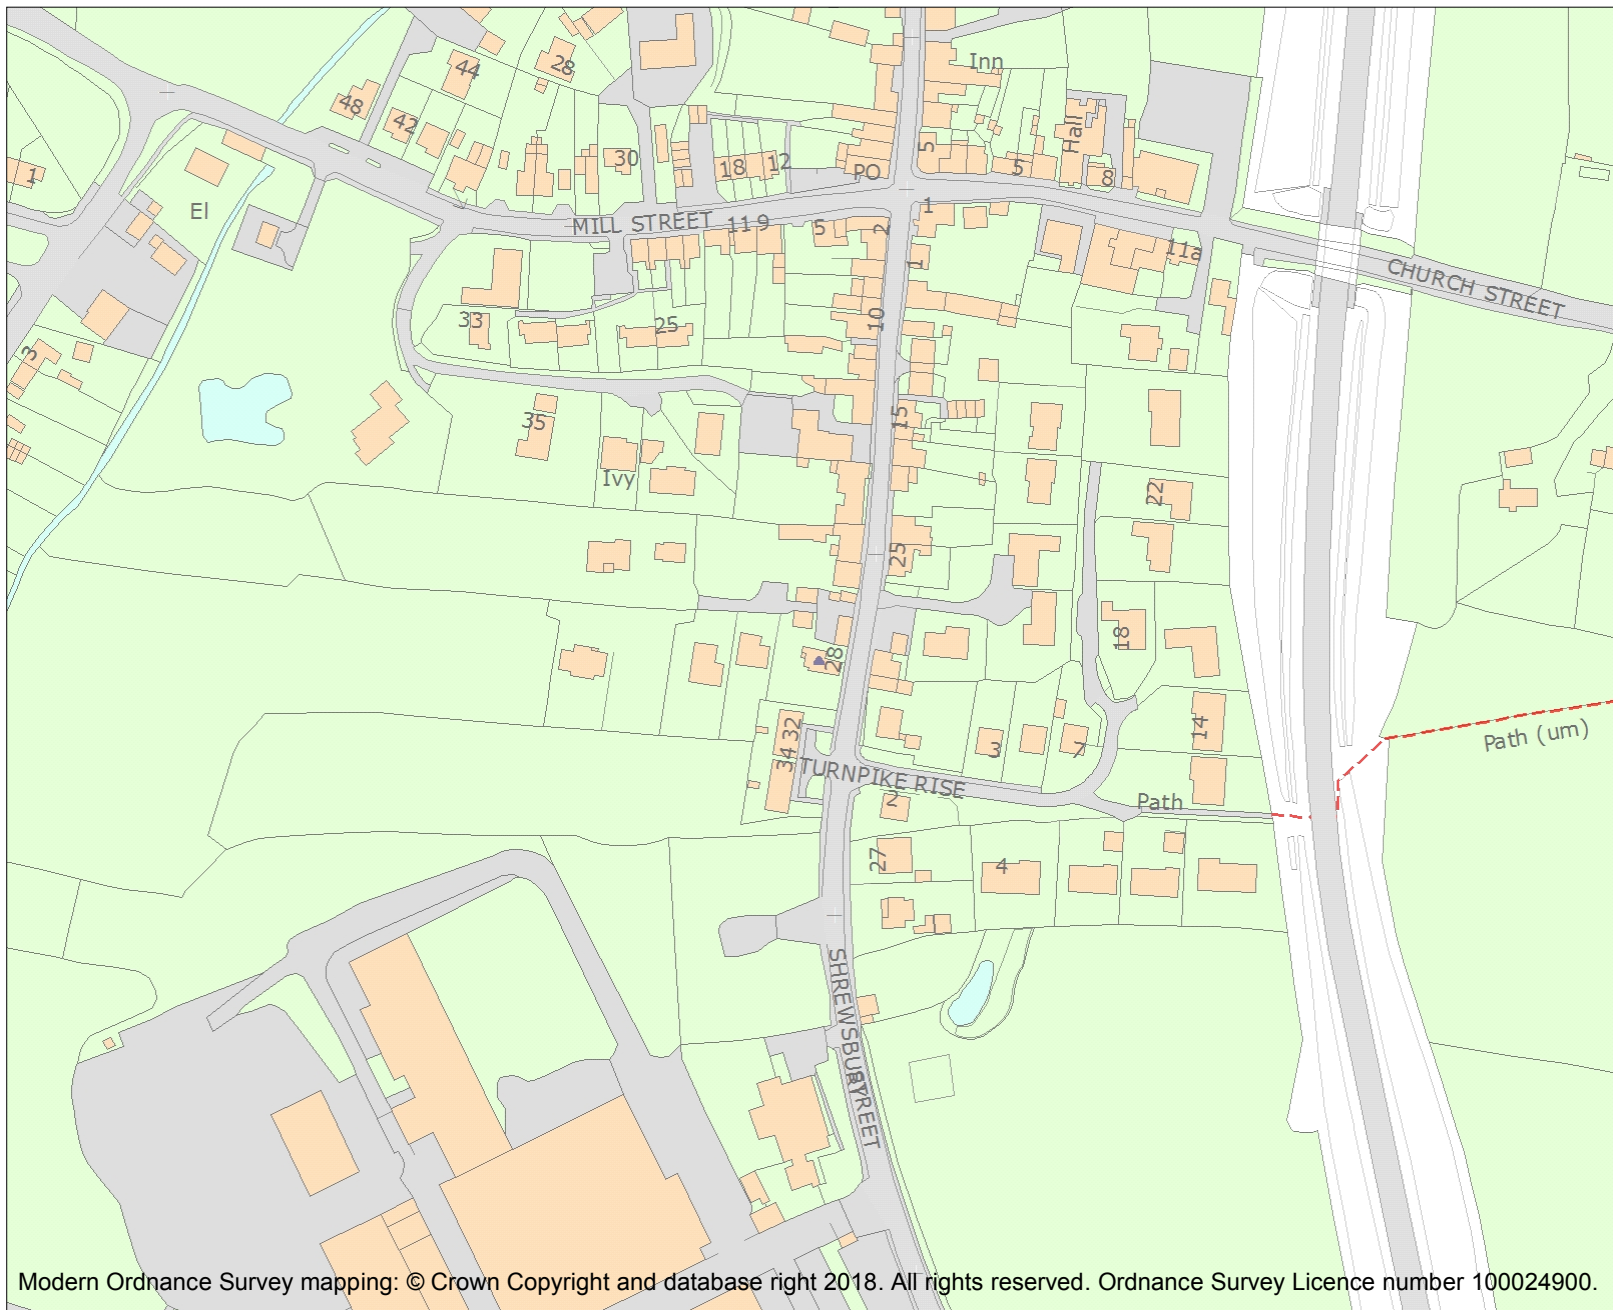 Inn
44
28
48
42
Hall
5
30
18
12
PO
5
8
1
El
1
MILL STREET
11 9
5
2
1
11a
CHURCH STREET
33
25
10
3
15
35
Ivy
22
25
18
28
32
34
3
7
14
Path (um)
TURNPIKE RISE
2
Path
27
4
SHREWSBURY
STREET
Modern Ordnance Survey mapping: © Crown Copyright and database right 2018. All rights reserved. Ordnance Survey Licence number 100024900.